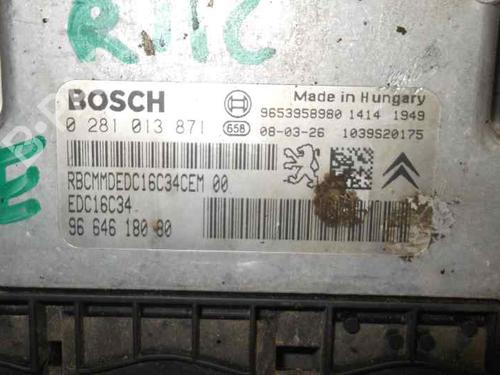 RHC
BOSCH
Made in Hungary
9653958980 1414 1949
0 281 013 871
658
08-03-26 1039S20175
RBCMMDEDC16C34CEM 00
EDC16C34
96 646 180 80
E